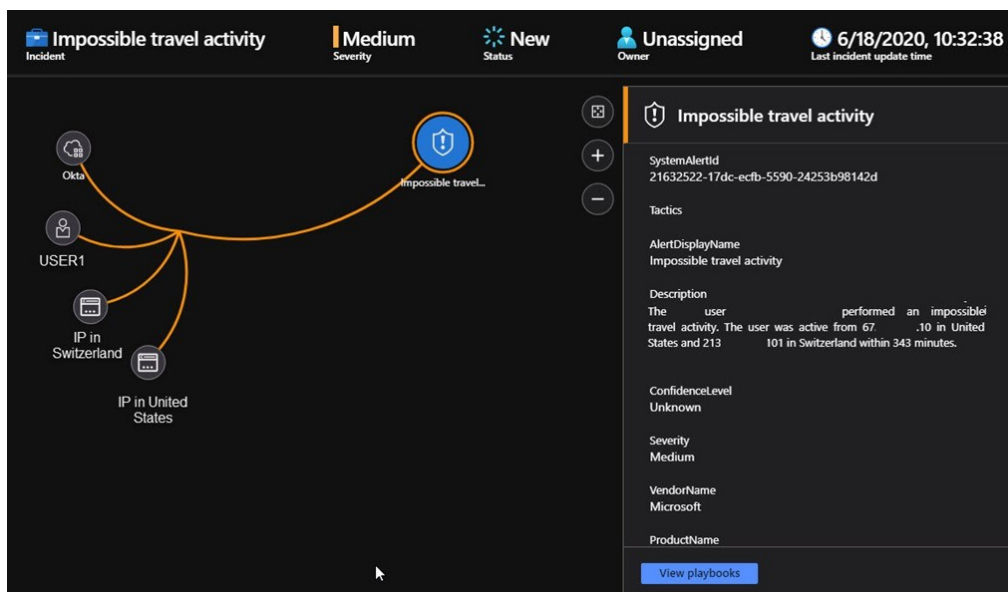 Impossible travel activity
Incident
Medium
Severity
New
Status
Unassigned
Owner
6/18/2020, 10:32:38
Last incident update time
Okta
USER1
IP in
Switzerland
IP in United
States
Impossible travel...
Impossible travel activity
SystemAlertId
21632522-17dc-ecfb-5590-24253b98142d
Tactics
AlertDisplayName
Impossible travel activity
Description
The user performed an impossible
travel activity. The user was active from 67. .10 in United
States and 213 101 in Switzerland within 343 minutes.
ConfidenceLevel
Unknown
Severity
Medium
VendorName
Microsoft
ProductName
View playbooks